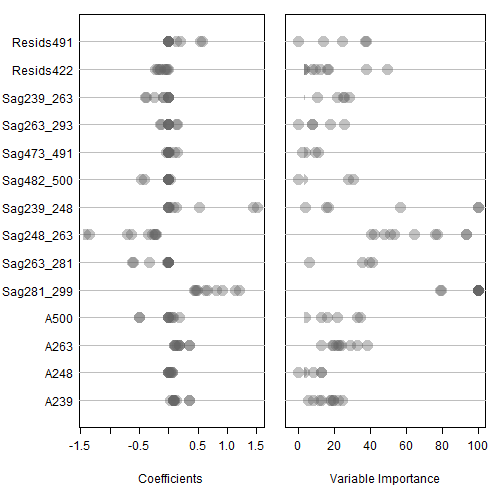 Resids491
Resids422
Sag239_263
Sag263_293
Sag473_491
Sag482_500
Sag239_248
Sag248_263
Sag263_281
Sag281_299
A500
A263
A248
A239
-1.5 -0.5 0.5 1.0 1.5
0 20 40 60 80 100
Coefficients
Variable Importance